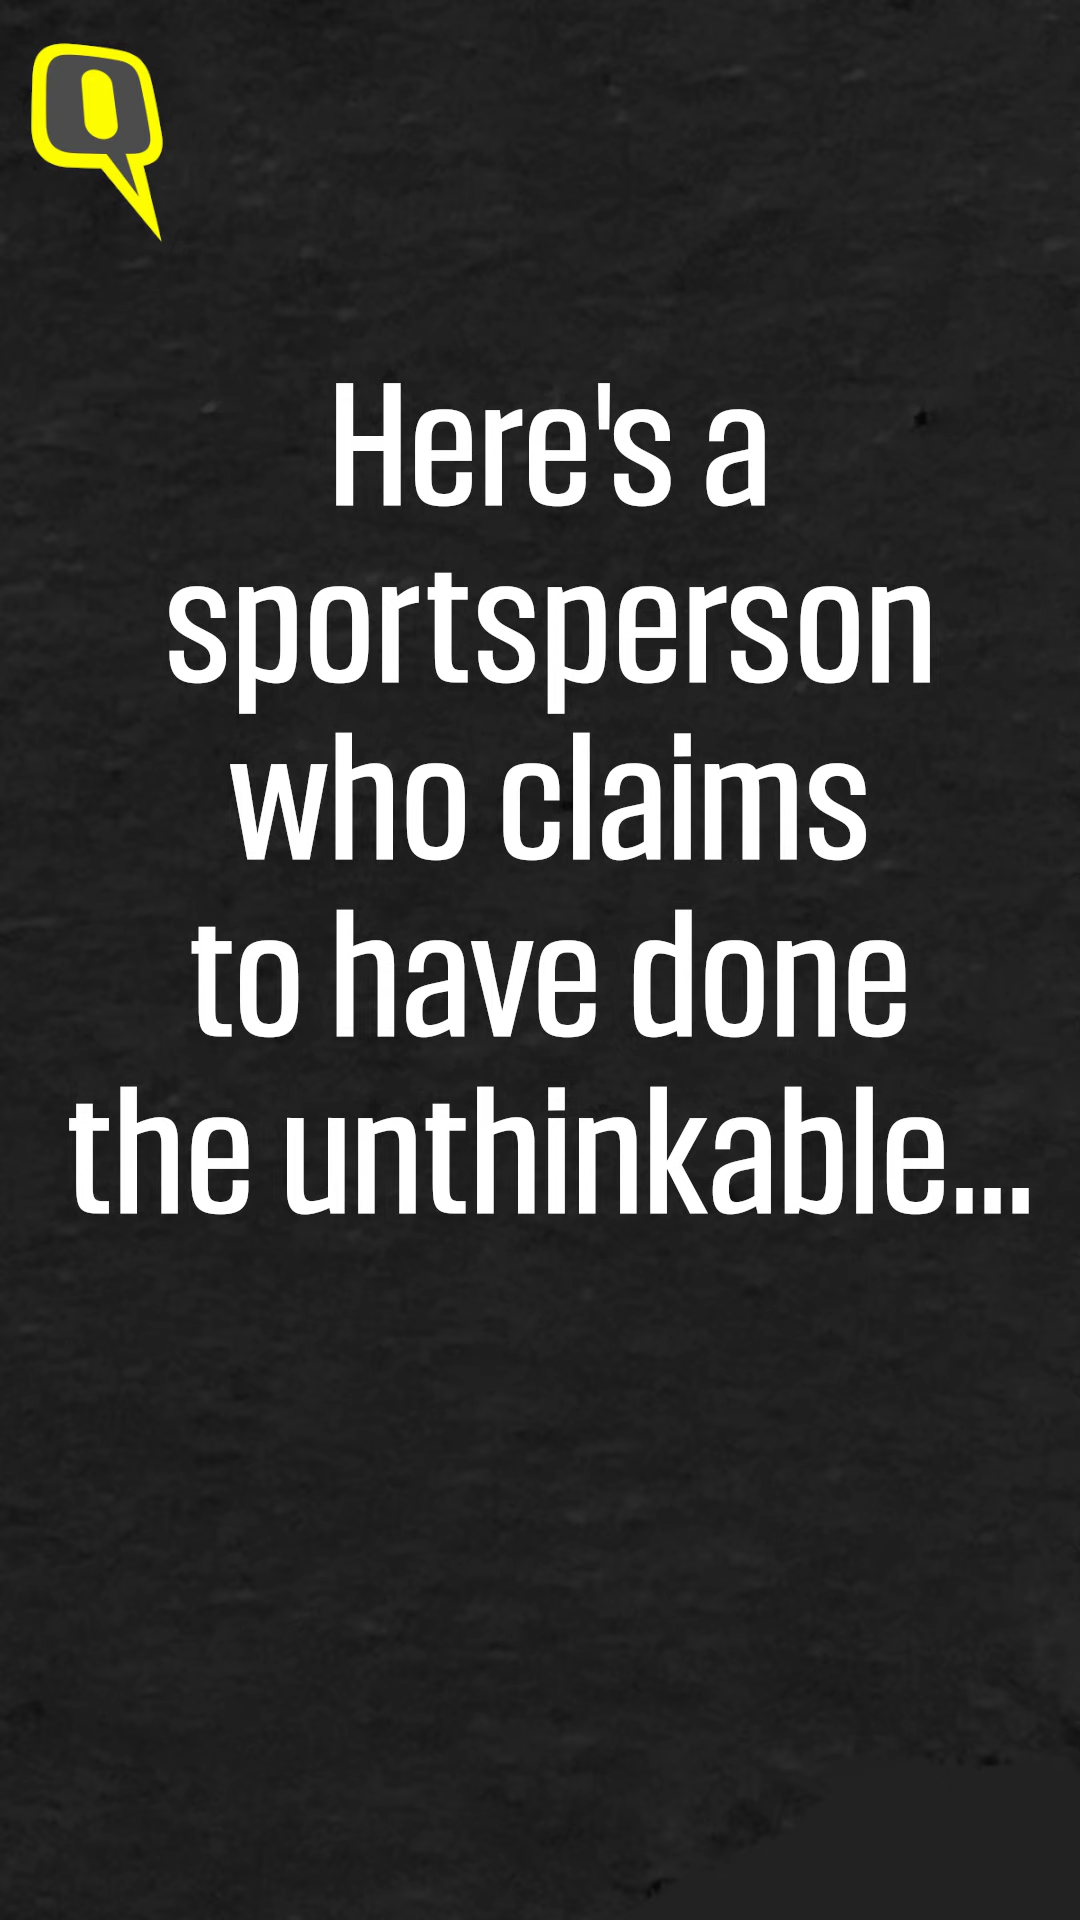 Here's a
sportsperson
who claims
to have done
the unthinkable...